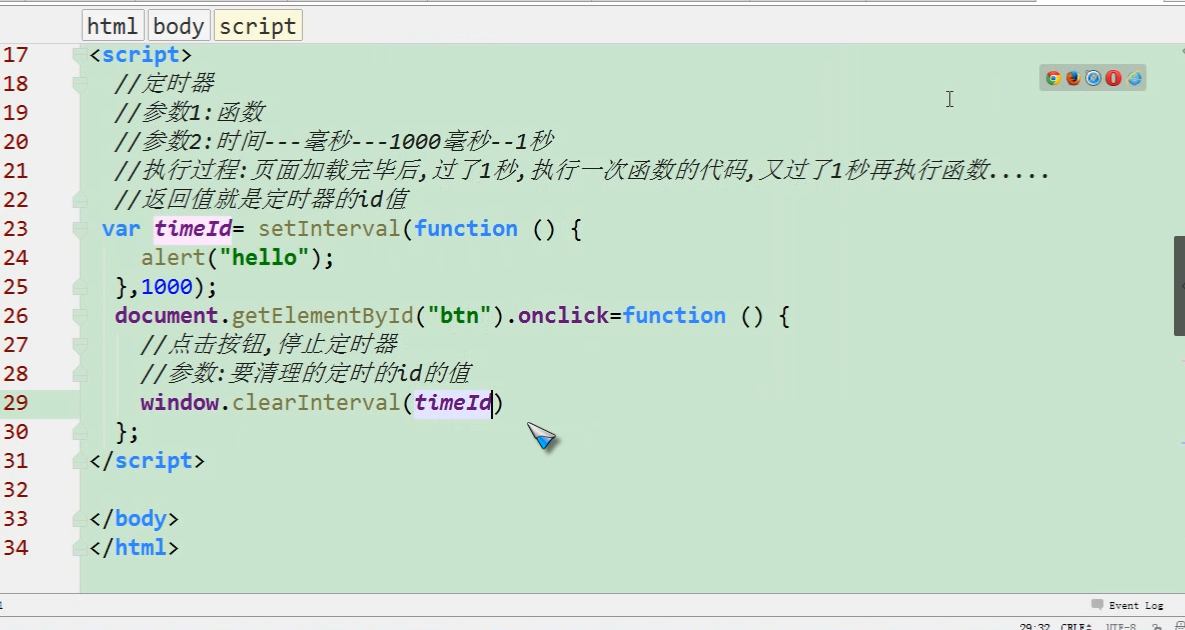 html body script
17 <script>
18 //定时器
19 //参数1:函数
20 //参数2:时间---毫秒---1000毫秒--1秒
21 //执行过程:页面加载完毕后,过了1秒,执行一次函数的代码,又过了1秒再执行函数.....
22 //返回值就是定时器的id值
23 var timeId= setInterval(function () {
24 alert("hello");
25 },1000);
26 document.getElementById("btn").onclick=function () {
27 //点击按钮,停止定时器
28 //参数:要清理的定时的id的值
29 window.clearInterval(timeId)
30 };
31 </script>
32
33 </body>
34 </html>
Event Log
29:32 CRLF UTF-8